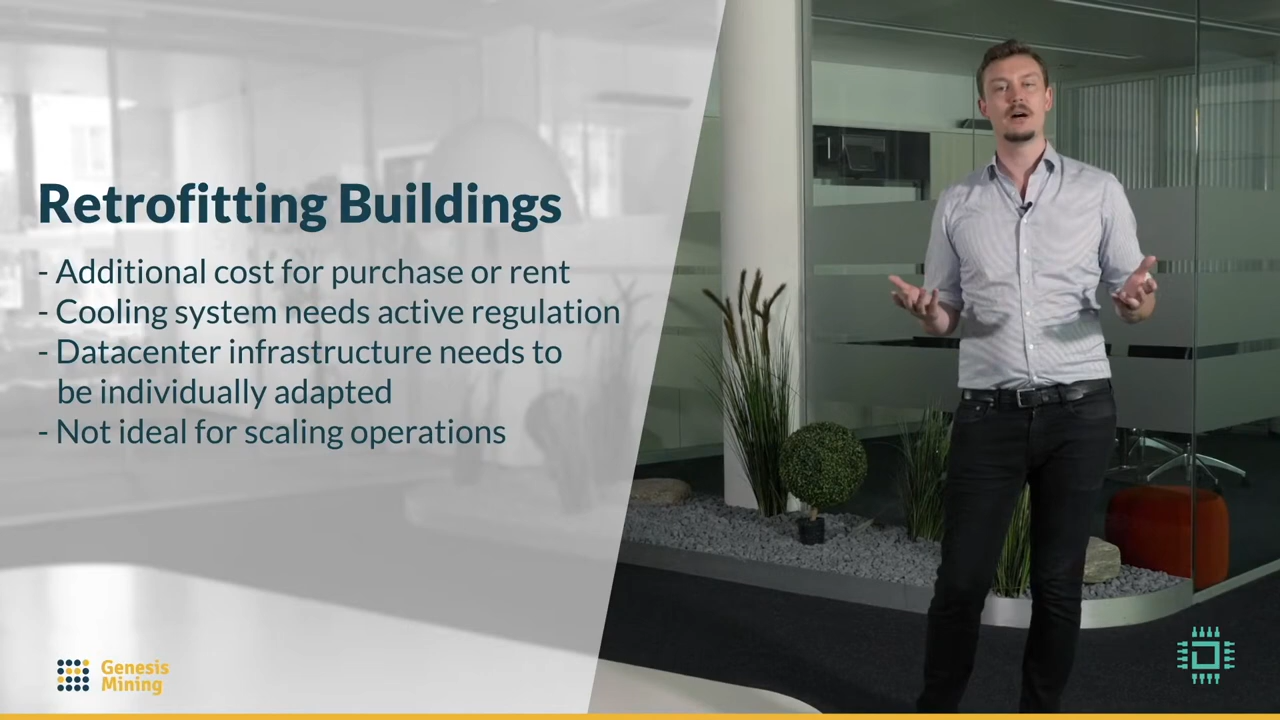 Retrofitting Buildings
- Additional cost for purchase or rent
- Cooling system needs active regulation
- Datacenter infrastructure needs to
be individually adapted
- Not ideal for scaling operations
Genesis
Mining